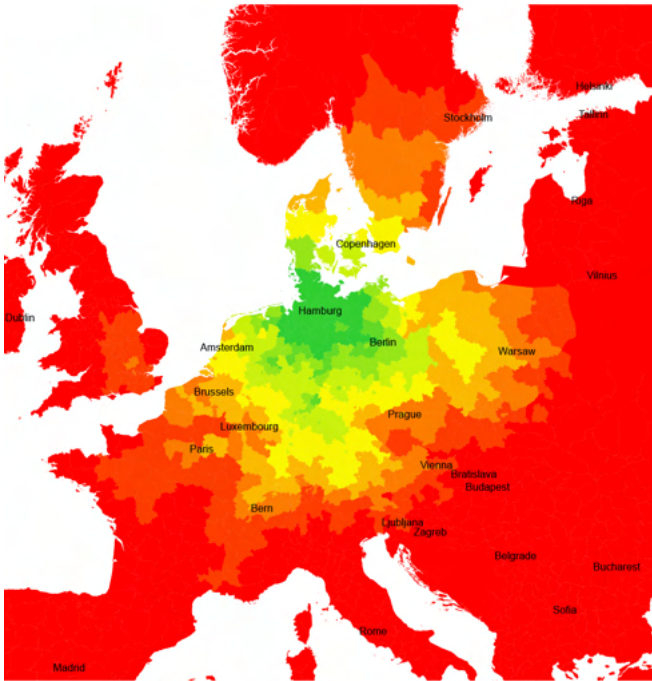 Helsinki
Stockholm
Tallinn
Riga
Copenhagen
Vilnius
Hamburg
Dublin
Berlin
Amsterdam
Warsaw
Brussels
Prague
Luxembourg
Paris
Vienna
Bratislava
Budapest
Bern
Ljubljana
Zagreb
Belgrade
Bucharest
Sofia
Rome
Madrid